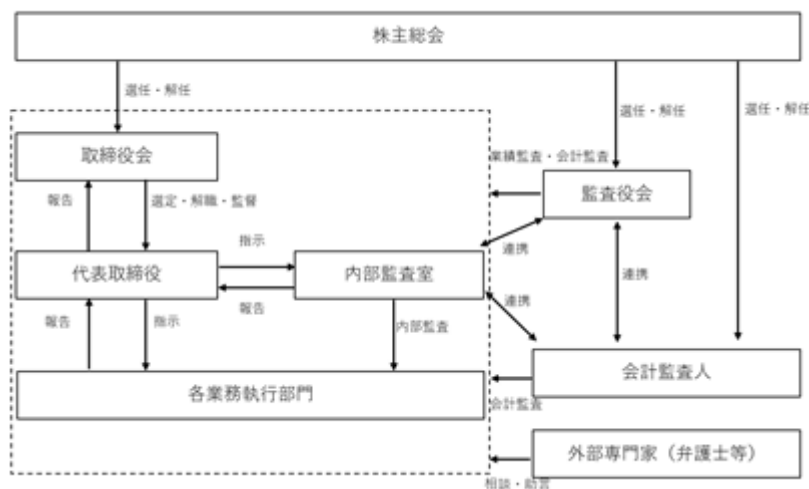 株主総会
選任・解任
選任・解任
選任・解任
取締役会
業績監査・会計監査
監査役会
報告
選定・解職・監督
指示
連携
代表取締役
内部監査室
連携
連携
報告
報告
指示
内部監査
会計監査人
各業務執行部門
会計監査
外部専門家（弁護士等）
相談・助言